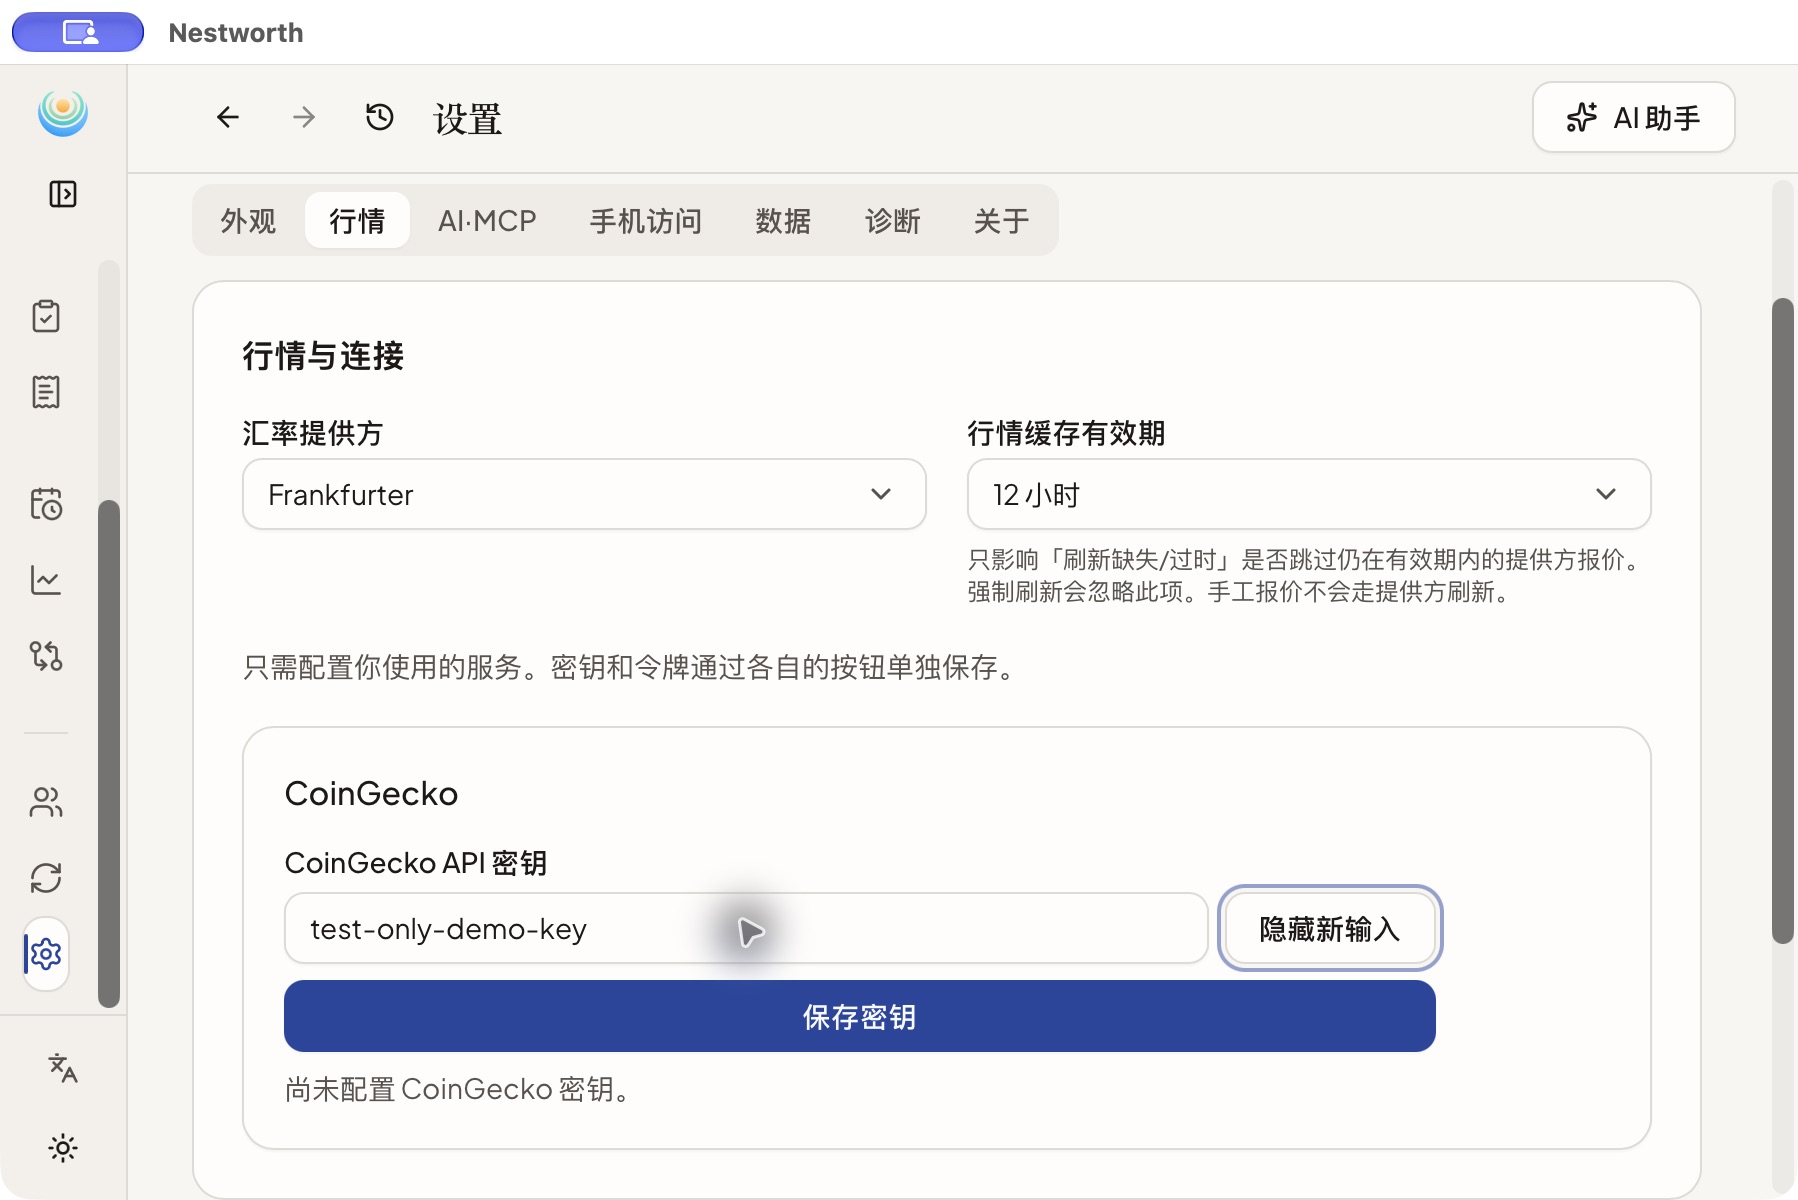 Nestworth
设置
AI 助手
外观
行情
AI·MCP
手机访问
数据
诊断
关于
行情与连接
汇率提供方
Frankfurter
行情缓存有效期
12 小时
只影响「刷新缺失/过时」是否跳过仍在有效期内的提供方报价。
强制刷新会忽略此项。手工报价不会走提供方刷新。
只需配置你使用的服务。密钥和令牌通过各自的按钮单独保存。
CoinGecko
CoinGecko API 密钥
test-only-demo-key
隐藏新输入
保存密钥
尚未配置 CoinGecko 密钥。